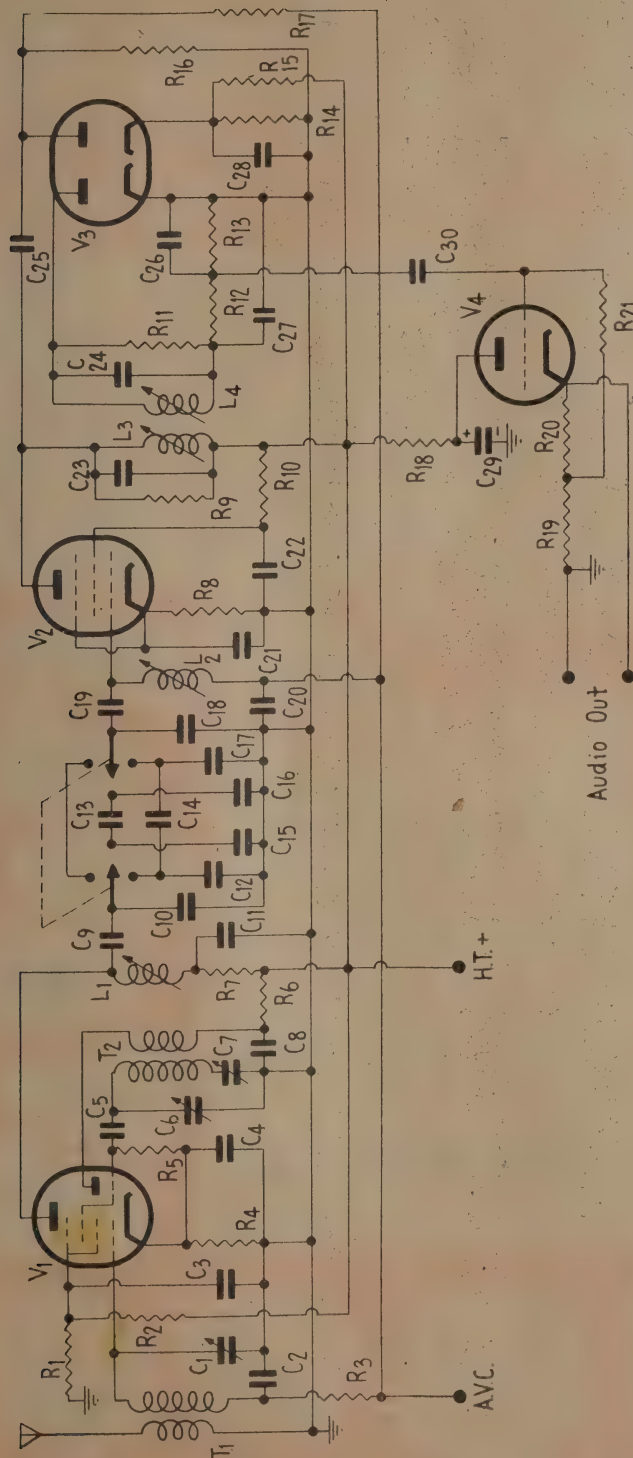 T1
R1
V1
R2
C1
C2
R3
C3
R4
R5
C4
C5
C6
T2
C7
C8
R6
R7
L1
C9
C10
C11
C12
C13
C14
C15
C16
C17
C18
C19
C20
L2
V2
C21
R8
C22
R9
R10
C23
L3
L4
C24
R11
R12
C27
C25
V3
C26
R13
C28
R14
R15
R16
R17
A.V.C.
H.T.+
R18
+
C29
−
V4
C30
R19
R20
R21
Audio Out